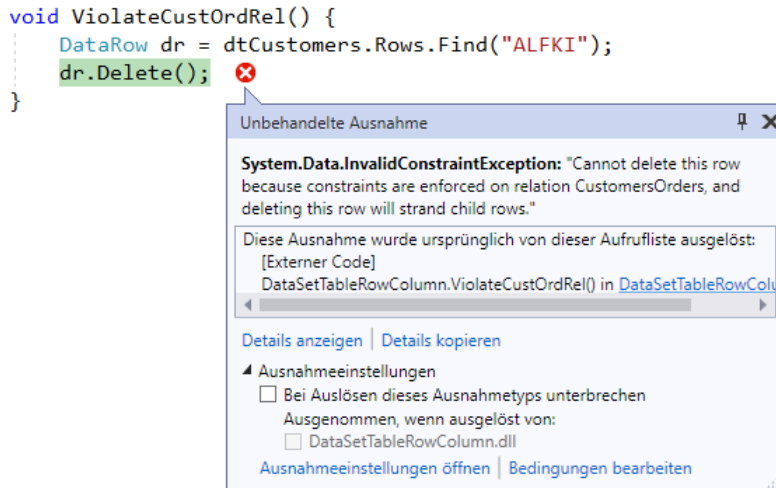 void ViolateCustOrdRel() {
DataRow dr = dtCustomers.Rows.Find("ALFKI");
dr.Delete();
}
Unbehandelte Ausnahme
System.Data.InvalidConstraintException: "Cannot delete this row
because constraints are enforced on relation CustomersOrders, and
deleting this row will strand child rows."
Diese Ausnahme wurde ursprünglich von dieser Aufrufliste ausgelöst:
[Externer Code]
DataSetTableRowColumn.ViolateCustOrdRel() in DataSetTableRowColu
Details anzeigen | Details kopieren
Ausnahmeeinstellungen
Bei Auslösen dieses Ausnahmetyps unterbrechen
Ausgenommen, wenn ausgelöst von:
DataSetTableRowColumn.dll
Ausnahmeeinstellungen öffnen | Bedingungen bearbeiten